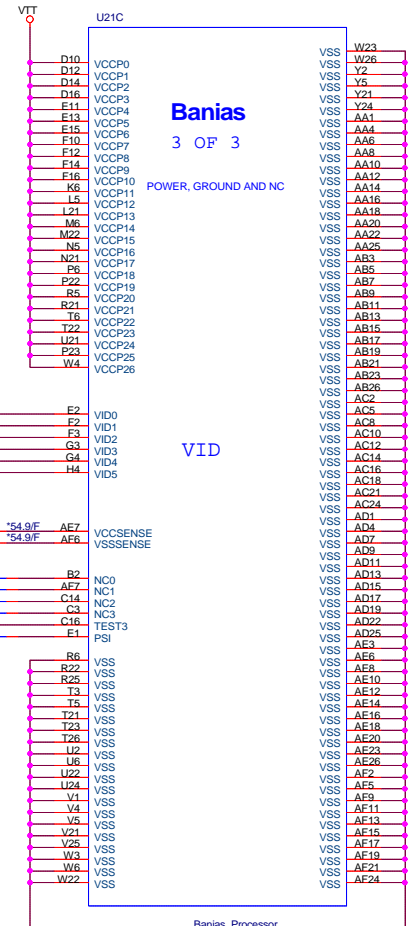 VTT
U21C
D10 VCCP0
D12 VCCP1
D14 VCCP2
D16 VCCP3
E11 VCCP4
E13 VCCP5
E15 VCCP6
F10 VCCP7
F12 VCCP8
F14 VCCP9
F16 VCCP10
K6 VCCP11
L5 VCCP12
L21 VCCP13
M6 VCCP14
M22 VCCP15
N5 VCCP16
N21 VCCP17
P6 VCCP18
P22 VCCP19
R5 VCCP20
R21 VCCP21
T6 VCCP22
T22 VCCP23
U21 VCCP24
P23 VCCP25
W4 VCCP26
E2 VID0
F2 VID1
F3 VID2
G3 VID3
G4 VID4
H4 VID5
*54.9/F AE7 VCCSENSE
*54.9/F AF6 VSSSENSE
B2 NC0
AF7 NC1
C14 NC2
C3 NC3
C16 TEST3
E1 PSI
R6 VSS
R22 VSS
R25 VSS
T3 VSS
T5 VSS
T21 VSS
T23 VSS
T26 VSS
U2 VSS
U6 VSS
U22 VSS
U24 VSS
V1 VSS
V4 VSS
V5 VSS
V21 VSS
V25 VSS
W3 VSS
W6 VSS
W22 VSS
Banias
3 OF 3
POWER, GROUND AND NC
VID
VSS W23
VSS W26
VSS Y2
VSS Y5
VSS Y21
VSS Y24
VSS AA1
VSS AA4
VSS AA6
VSS AA8
VSS AA10
VSS AA12
VSS AA14
VSS AA16
VSS AA18
VSS AA20
VSS AA22
VSS AA25
VSS AB3
VSS AB5
VSS AB7
VSS AB9
VSS AB11
VSS AB13
VSS AB15
VSS AB17
VSS AB19
VSS AB21
VSS AB23
VSS AB26
VSS AC2
VSS AC5
VSS AC8
VSS AC10
VSS AC12
VSS AC14
VSS AC16
VSS AC18
VSS AC21
VSS AC24
VSS AD1
VSS AD4
VSS AD7
VSS AD9
VSS AD11
VSS AD13
VSS AD15
VSS AD17
VSS AD19
VSS AD22
VSS AD25
VSS AE3
VSS AE6
VSS AE8
VSS AE10
VSS AE12
VSS AE14
VSS AE16
VSS AE18
VSS AE20
VSS AE23
VSS AE26
VSS AF2
VSS AF5
VSS AF9
VSS AF11
VSS AF13
VSS AF15
VSS AF17
VSS AF19
VSS AF21
VSS AF24
Banias Processor